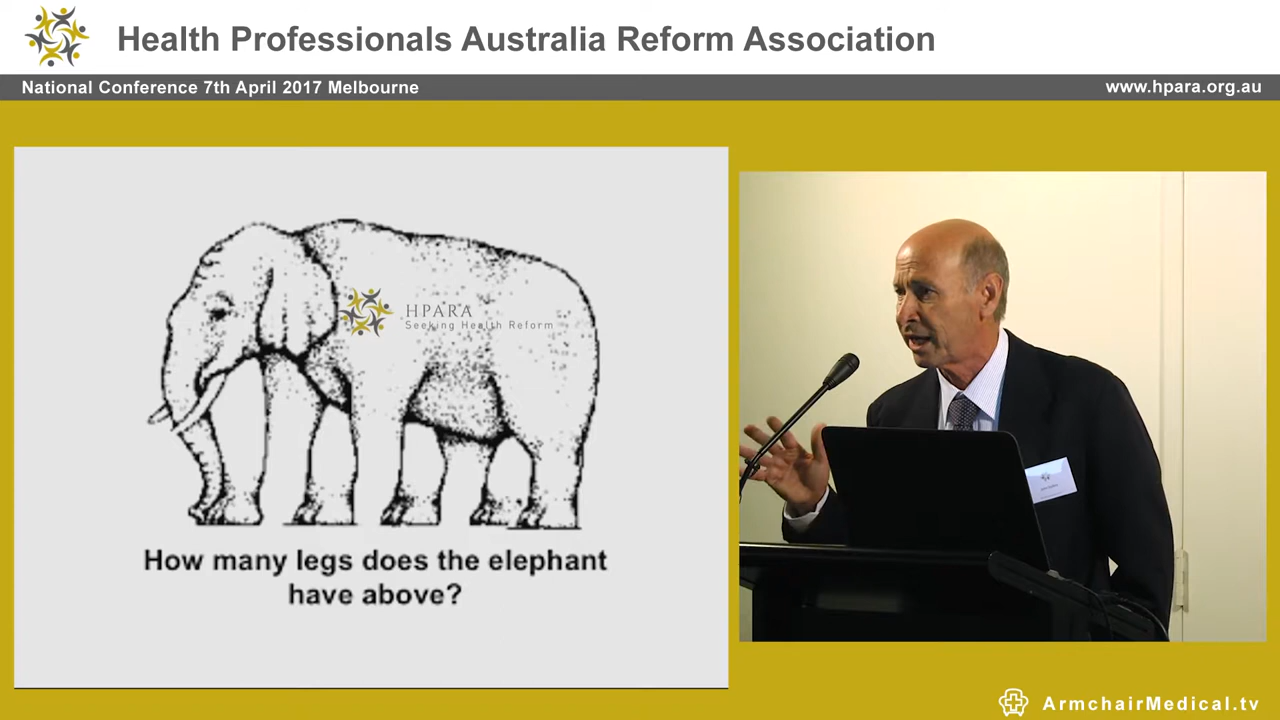 Health Professionals Australia Reform Association
National Conference 7th April 2017 Melbourne
www.hpara.org.au
HPARA
Seeking Health Reform
How many legs does the elephant
have above?
ArmchairMedical.tv